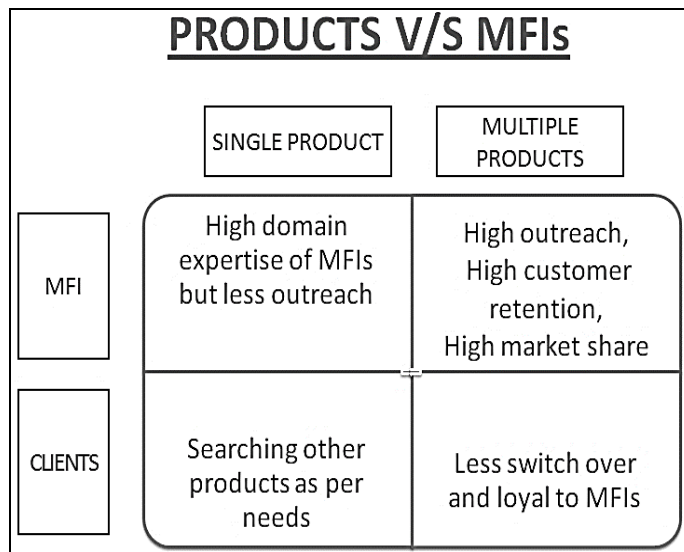 PRODUCTS V/S MFIs
SINGLE PRODUCT
MULTIPLE
PRODUCTS
MFI
High domain
expertise of MFIs
but less outreach
High outreach,
High customer
retention,
High market share
CLIENTS
Searching other
products as per
needs
Less switch over
and loyal to MFIs